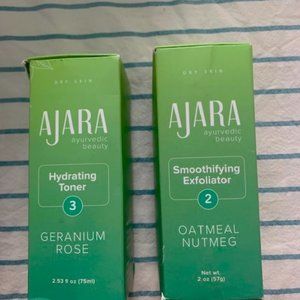 DRY SKIN
AJARA
ayurvedic
beauty
Hydrating
Toner
3
GERANIUM
ROSE
2.53 fl oz (75ml)
DRY SKIN
AJARA
ayurvedic
beauty
Smoothifying
Exfoliator
2
OATMEAL
NUTMEG
Net wt.
2 oz (57g)